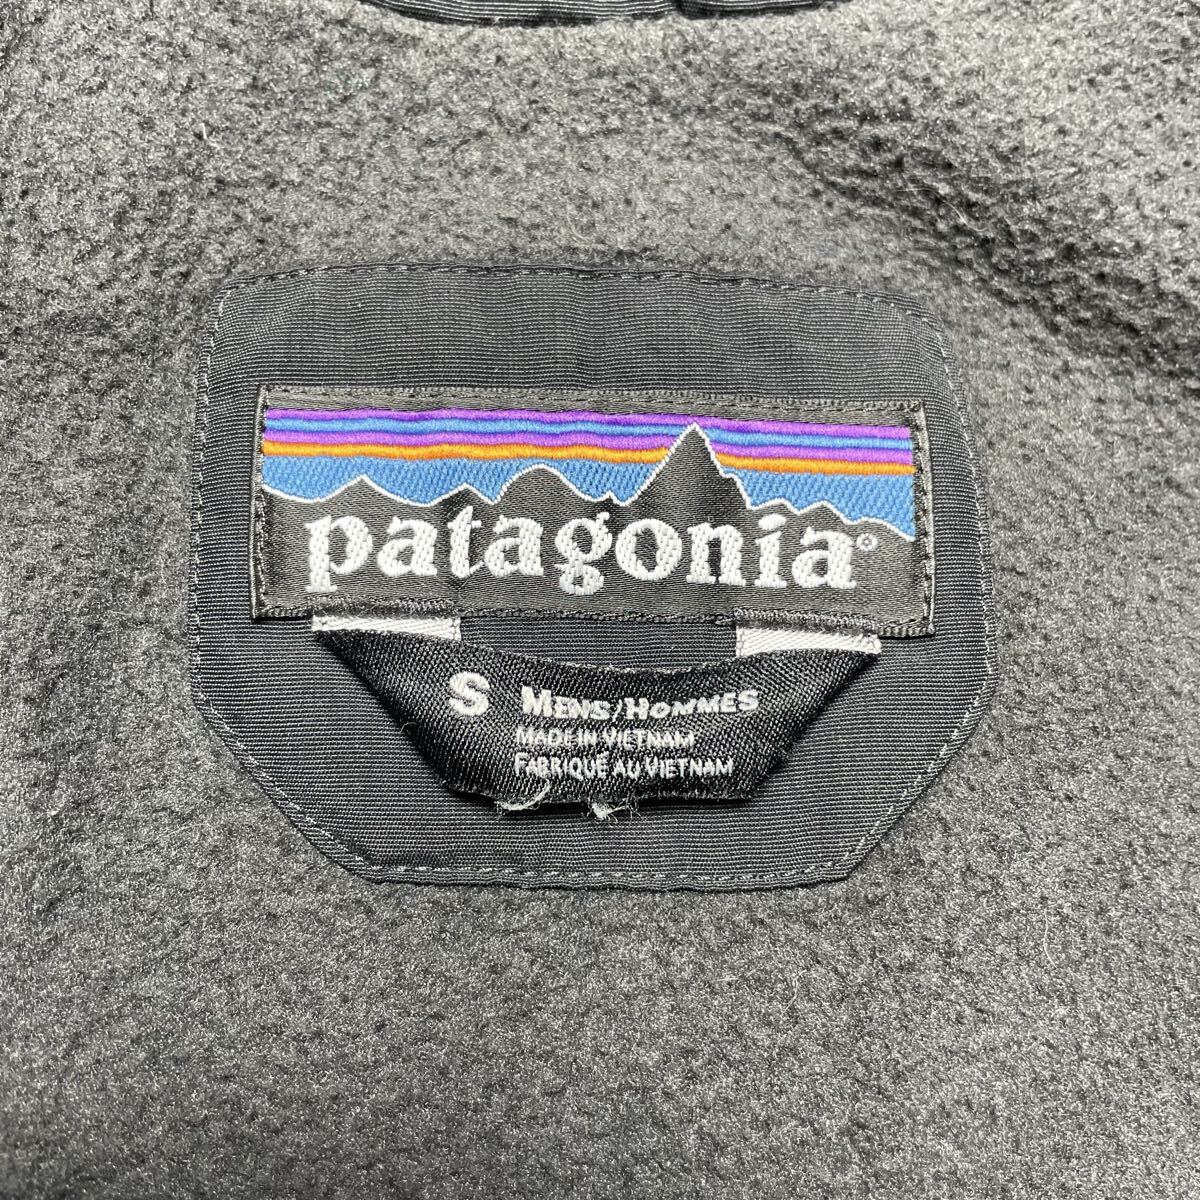 patagonia®
S MENS/HOMMES
MADE IN VIETNAM
FABRIQUÉ AU VIETNAM